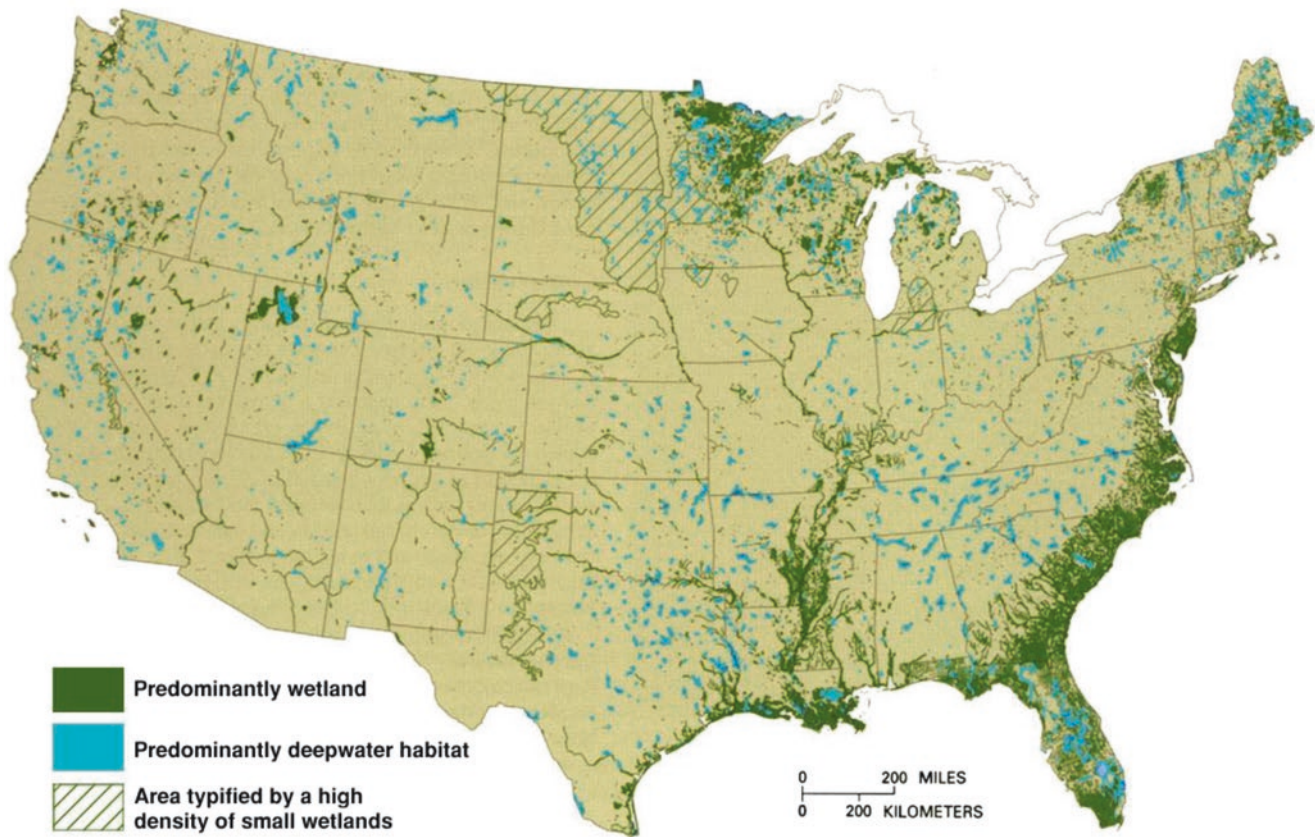 Predominantly wetland
Predominantly deepwater habitat
Area typified by a high
density of small wetlands
0 200 MILES
0 200 KILOMETERS